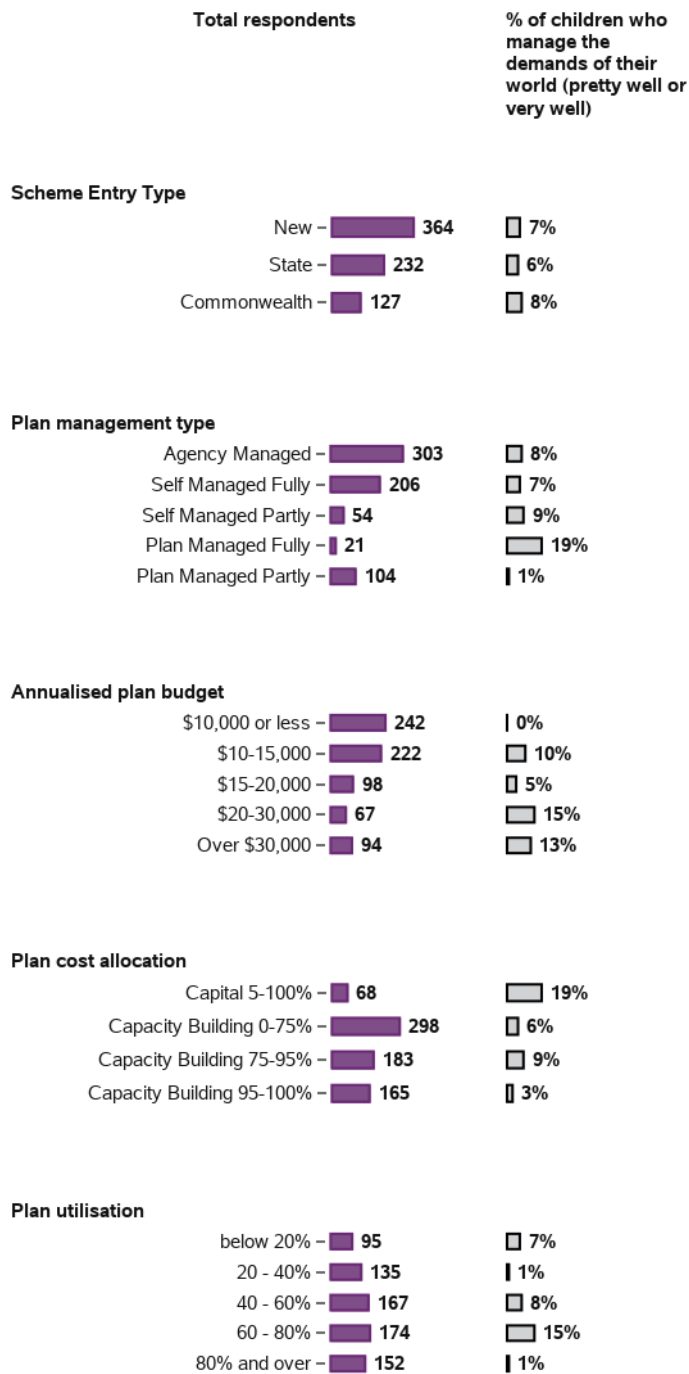 Total respondents
% of children who
manage the
demands of their
world (pretty well or
very well)
Scheme Entry Type
New 364 7%
State 232 6%
Commonwealth 127 8%
Plan management type
Agency Managed 303 8%
Self Managed Fully 206 7%
Self Managed Partly 54 9%
Plan Managed Fully 21 19%
Plan Managed Partly 104 1%
Annualised plan budget
$10,000 or less 242 0%
$10-15,000 222 10%
$15-20,000 98 5%
$20-30,000 67 15%
Over $30,000 94 13%
Plan cost allocation
Capital 5-100% 68 19%
Capacity Building 0-75% 298 6%
Capacity Building 75-95% 183 9%
Capacity Building 95-100% 165 3%
Plan utilisation
below 20% 95 7%
20 - 40% 135 1%
40 - 60% 167 8%
60 - 80% 174 15%
80% and over 152 1%